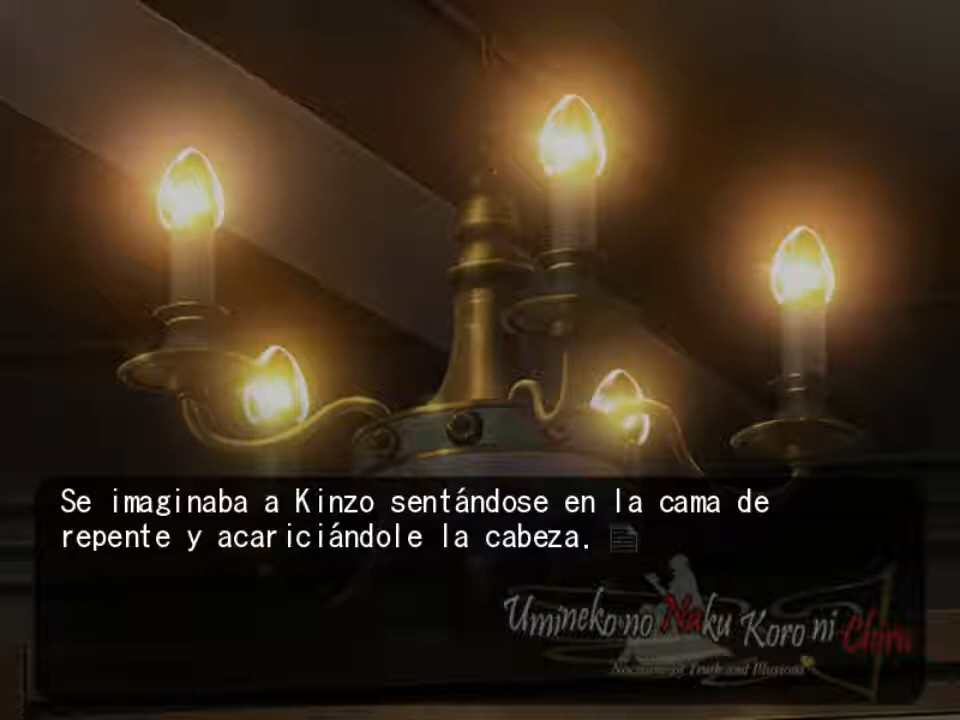 Se imaginaba a Kinzo sentándose en la cama de
repente y acariciándole la cabeza.
Umineko no Naku Koro ni Chiru
Nocturne of Truth and Illusions